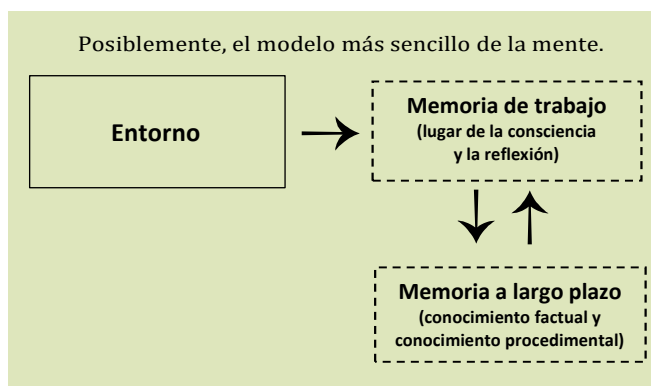 Posiblemente, el modelo más sencillo de la mente.
Entorno
Memoria de trabajo
(lugar de la consciencia
y la reflexión)
Memoria a largo plazo
(conocimiento factual y
conocimiento procedimental)